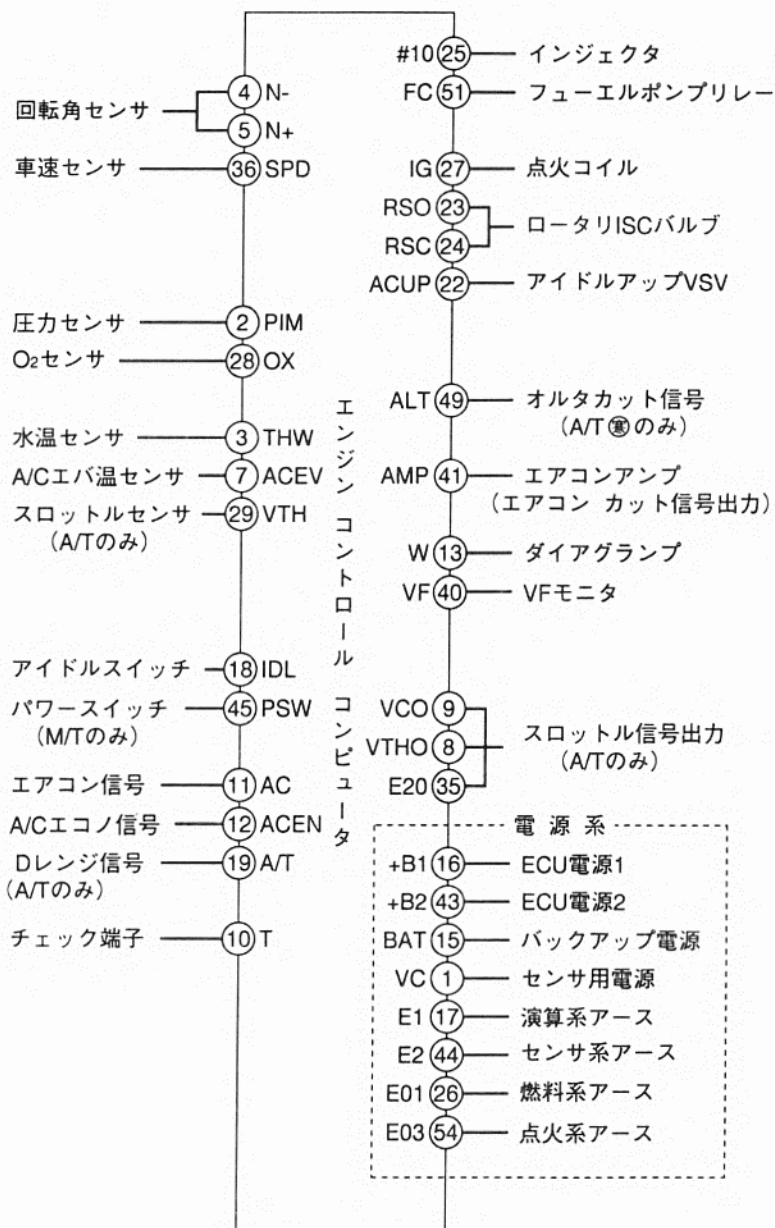 回転角センサ
4 N-
5 N+
車速センサ 36 SPD
圧力センサ 2 PIM
O₂センサ 28 OX
水温センサ 3 THW
A/Cエバ温センサ 7 ACEV
スロットルセンサ 29 VTH
(A/Tのみ)
アイドルスイッチ 18 IDL
パワースイッチ 45 PSW
(M/Tのみ)
エアコン信号 11 AC
A/Cエコノ信号 12 ACEN
Dレンジ信号 19 A/T
(A/Tのみ)
チェック端子 10 T
エンジン コントロール コンピュータ
#10 25 インジェクタ
FC 51 フューエルポンプリレー
IG 27 点火コイル
RSO 23
RSC 24
ロータリISCバルブ
ACUP 22 アイドルアップVSV
ALT 49 オルタカット信号
(A/T㊰のみ)
AMP 41 エアコンアンプ
(エアコン カット信号出力)
W 13 ダイアグランプ
VF 40 VFモニタ
VCO 9
VTHO 8 スロットル信号出力
(A/Tのみ)
E20 35
電源系
+B1 16 ECU電源1
+B2 43 ECU電源2
BAT 15 バックアップ電源
VC 1 センサ用電源
E1 17 演算系アース
E2 44 センサ系アース
E01 26 燃料系アース
E03 54 点火系アース